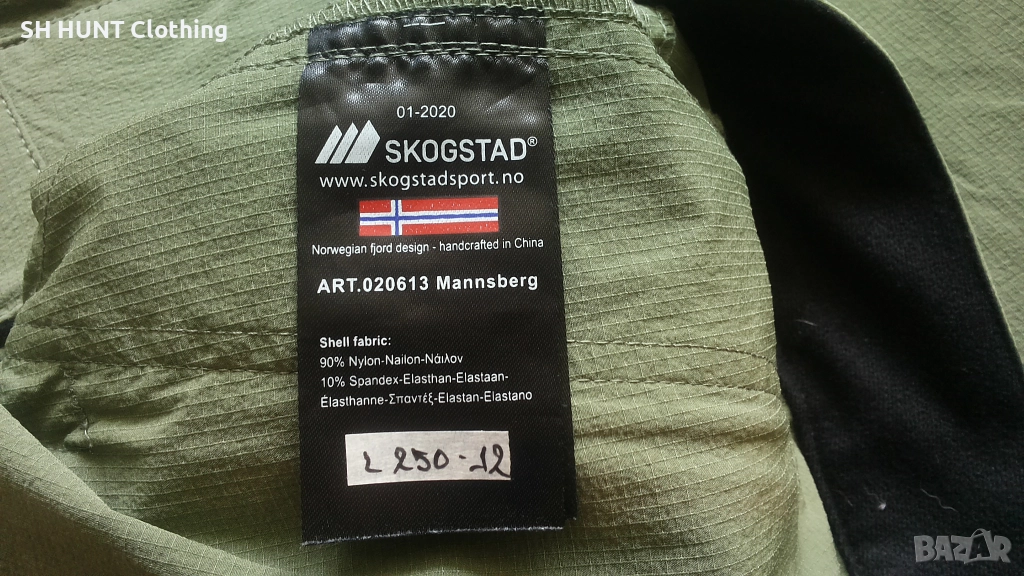 SH HUNT Clothing
01-2020
SKOGSTAD®
www.skogstadsport.no
Norwegian fjord design - handcrafted in China
ART.020613 Mannsberg
Shell fabric:
90% Nylon-Nailon-Νάιλον
10% Spandex-Elasthan-Elastaan-
Élasthanne-Σπαντέξ-Elastan-Elastano
L 250-12
BAZAR